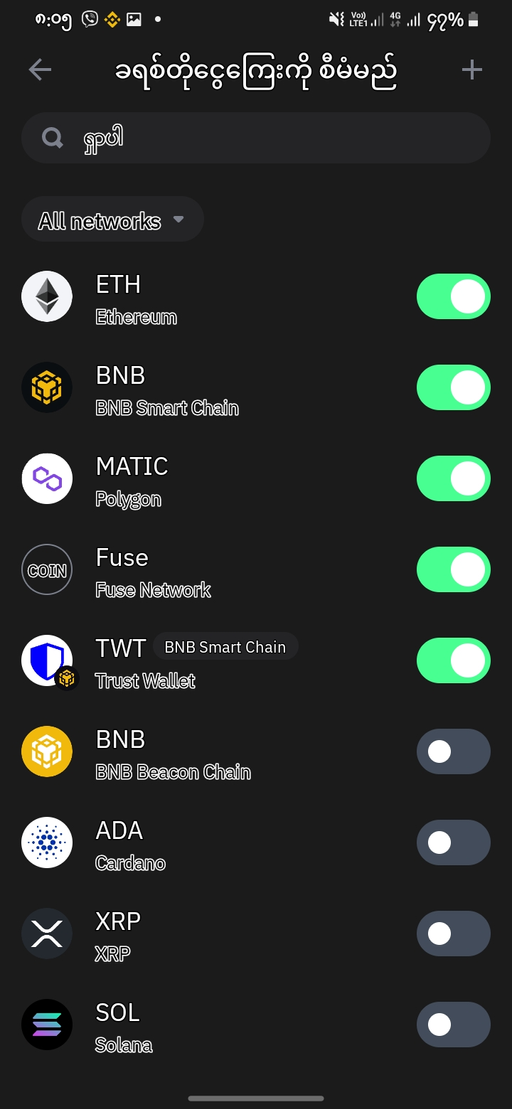 ၈:၀၅ Vo) LTE1 4G ၄၇%
ခရစ်တိုငွေကြေးကို စီမံမည်
ရှာပါ
All networks
ETH
Ethereum
BNB
BNB Smart Chain
MATIC
Polygon
COIN
Fuse
Fuse Network
TWT BNB Smart Chain
Trust Wallet
BNB
BNB Beacon Chain
ADA
Cardano
XRP
XRP
SOL
Solana